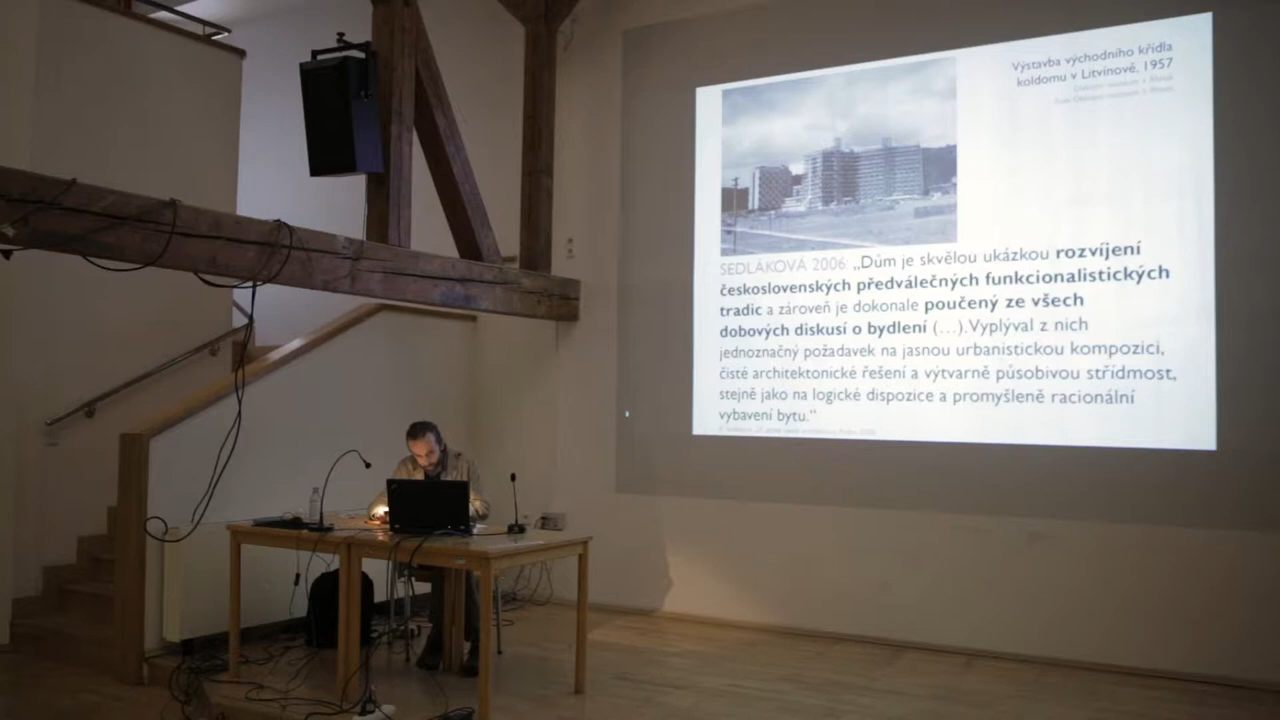 Výstavba východního křídla
koldomu v Litvínově, 1957
SEDLÁKOVÁ 2006 „Dům je skvělou ukázkou rozvíjení
československých předválečných funkcionalistických
tradic a zároveň je dokonale poučený ze všech
dobových diskusí o bydlení (…).Vyplýval z nich
jednoznačný požadavek na jasnou urbanistickou kompozici,
čisté architektonické řešení a výtvarně působivou střídmost,
stejně jako na logické dispozice a promyšleně racionální
vybavení bytu.“